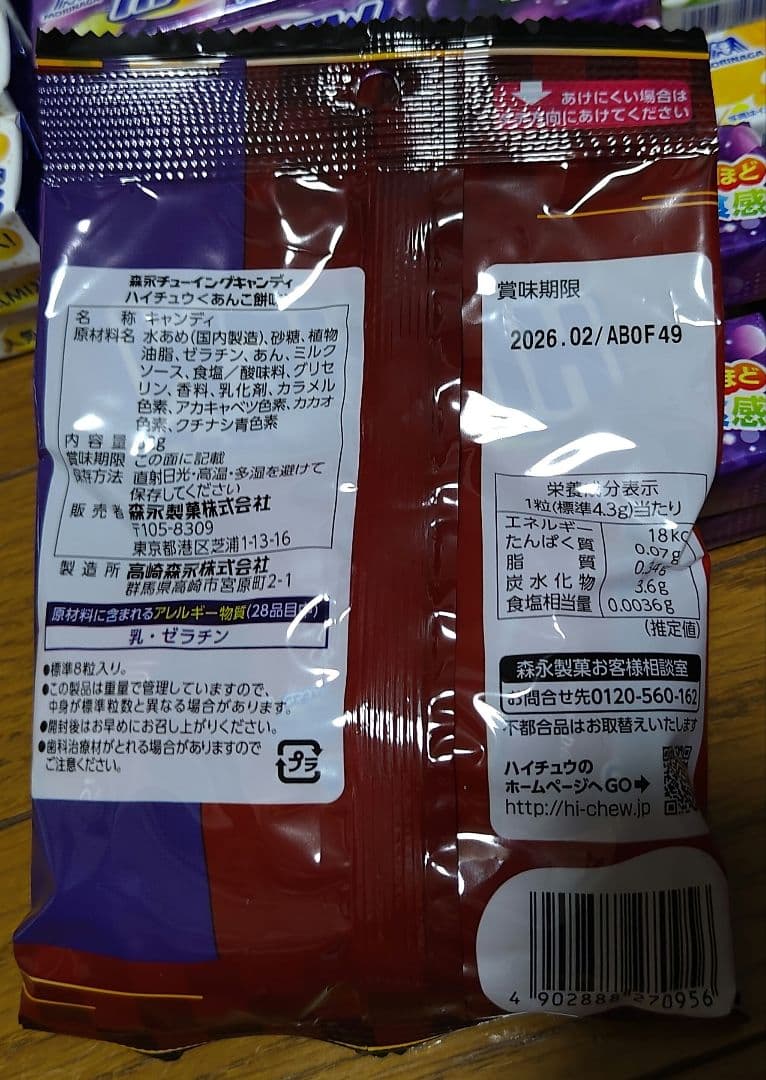 MORINAGA
あけにくい場合は
方向にあけてください
MORINAGA
ほど
感
ほど
感
森永チューイングキャンディ
ハイチュウ<あんこ餅
名 称 キャンディ
原材料名 水あめ(国内製造)、砂糖、植物
油脂、ゼラチン、あん、ミルク
ソース、食塩／酸味料、グリセ
リン、香料、乳化剤、カラメル
色素、アカキャベツ色素、カカオ
色素、クチナシ青色素
内容量 g
賞味期限 この面に記載
保存方法 直射日光・高温・多湿を避けて
保存してください
販売者 森永製菓株式会社
〒105-8309
東京都港区芝浦1-13-16
製造所 高崎森永株式会社
群馬県高崎市宮原町2-1
原材料に含まれるアレルギー物質(28品目中)
乳・ゼラチン
●標準8粒入り。
●この製品は重量で管理していますので、
中身が標準粒数と異なる場合があります。
●開封後はお早めにお召し上がりください。
●歯科治療材がとれる場合がありますので
ご注意ください。
プラ
賞味期限
2026.02/AB0F49
栄養成分表示
1粒(標準4.3g)当たり
エネルギー 18kc
たんぱく質 0.07g
脂質 0.34g
炭水化物 3.6g
食塩相当量 0.0036g
(推定値)
森永製菓お客様相談室
お問合せ先0120-560-162
不都合品はお取替えいたします
ハイチュウの
ホームページへGO➡
http://hi-chew.jp
4 902888 270956